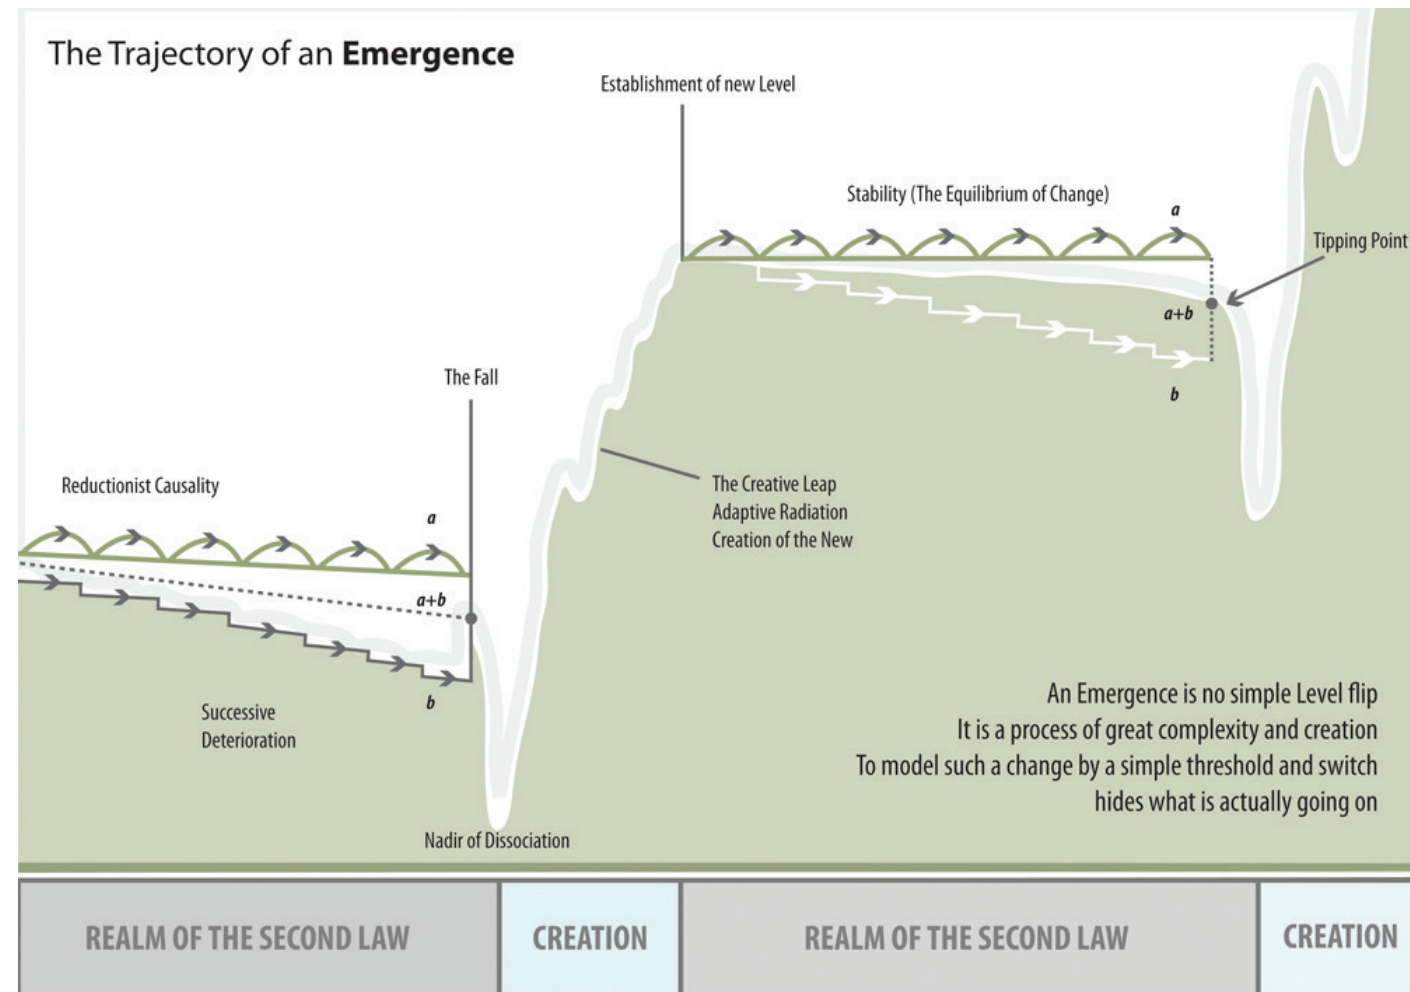 The Trajectory of an Emergence
Establishment of new Level
Stability (The Equilibrium of Change)
a
Tipping Point
a+b
b
The Fall
Reductionist Causality
a
a+b
b
The Creative Leap
Adaptive Radiation
Creation of the New
Successive
Deterioration
Nadir of Dissociation
An Emergence is no simple Level flip
It is a process of great complexity and creation
To model such a change by a simple threshold and switch
hides what is actually going on
REALM OF THE SECOND LAW
CREATION
REALM OF THE SECOND LAW
CREATION